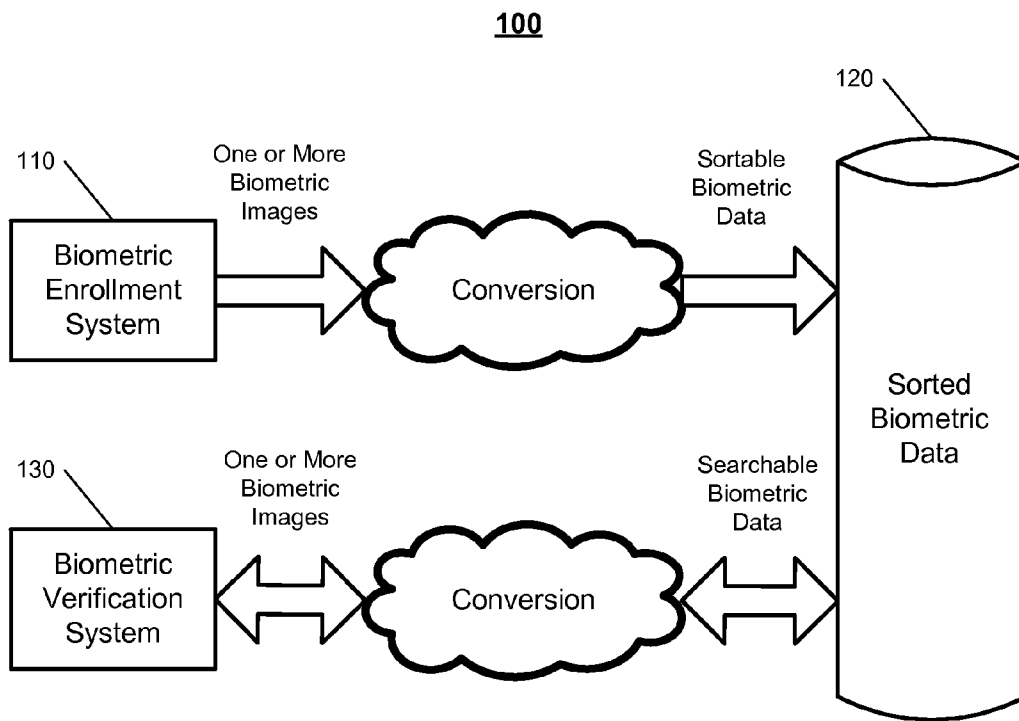 100
120
110
One or More
Biometric
Images
Sortable
Biometric
Data
Biometric
Enrollment
System
Conversion
Sorted
Biometric
Data
130
One or More
Biometric
Images
Searchable
Biometric
Data
Biometric
Verification
System
Conversion